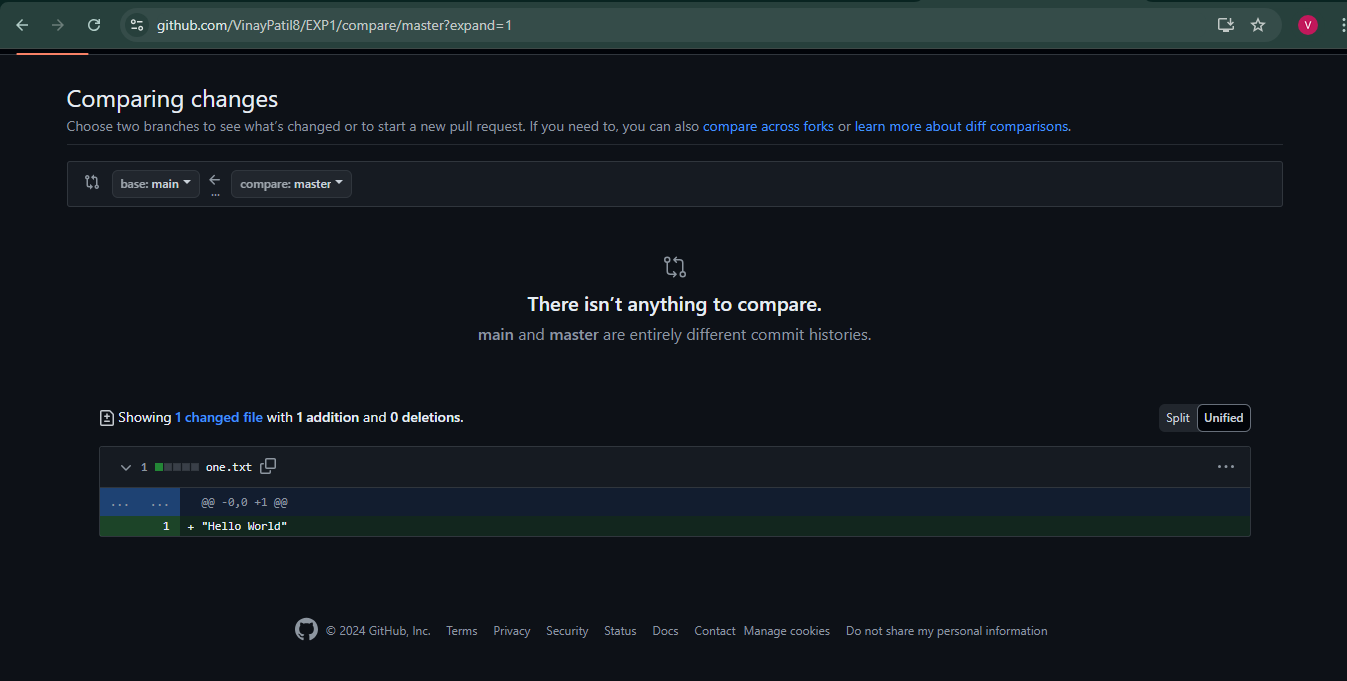 github.com/VinayPatil8/EXP1/compare/master?expand=1
V
Comparing changes
Choose two branches to see what's changed or to start a new pull request. If you need to, you can also compare across forks or learn more about diff comparisons.
base: main compare: master
There isn't anything to compare.
main and master are entirely different commit histories.
Showing 1 changed file with 1 addition and 0 deletions.
Split Unified
1 one.txt
... ... @@ -0,0 +1 @@
1 + "Hello World"
© 2024 GitHub, Inc. Terms Privacy Security Status Docs Contact Manage cookies Do not share my personal information